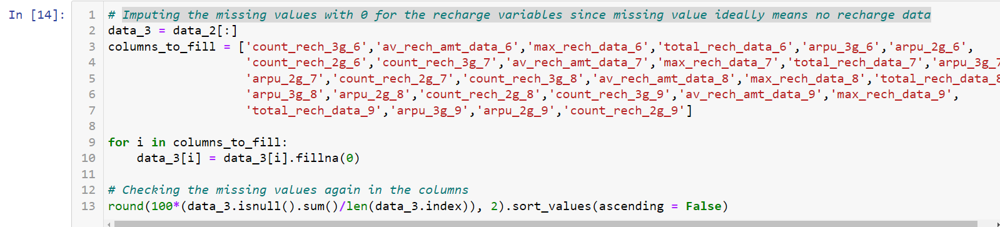 In [14]:
1 # Imputing the missing values with 0 for the recharge variables since missing value ideally means no recharge data
2 data_3 = data_2[:]
3 columns_to_fill = ['count_rech_3g_6','av_rech_amt_data_6','max_rech_data_6','total_rech_data_6','arpu_3g_6','arpu_2g_6',
4 'count_rech_2g_6','count_rech_3g_7','av_rech_amt_data_7','max_rech_data_7','total_rech_data_7','arpu_3g_7
5 'arpu_2g_7','count_rech_2g_7','count_rech_3g_8','av_rech_amt_data_8','max_rech_data_8','total_rech_data_8
6 'arpu_3g_8','arpu_2g_8','count_rech_2g_8','count_rech_3g_9','av_rech_amt_data_9','max_rech_data_9',
7 'total_rech_data_9','arpu_3g_9','arpu_2g_9','count_rech_2g_9']
8
9 for i in columns_to_fill:
10 data_3[i] = data_3[i].fillna(0)
11
12 # Checking the missing values again in the columns
13 round(100*(data_3.isnull().sum()/len(data_3.index)), 2).sort_values(ascending = False)